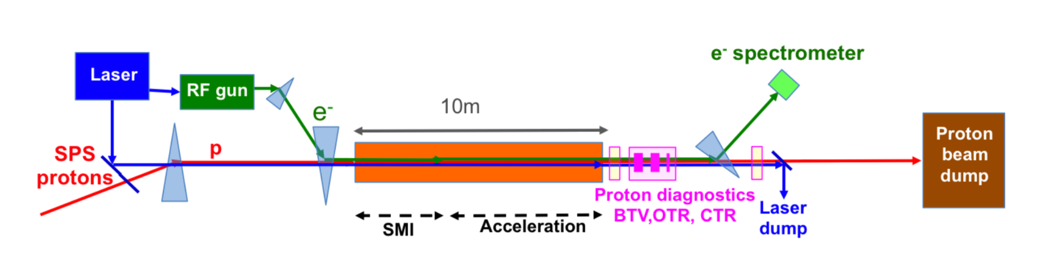 e- spectrometer
Laser
RF gun
10m
e-
SPS
protons
p
Proton
beam
dump
Proton diagnostics
BTV,OTR, CTR
Laser
dump
SMI
Acceleration